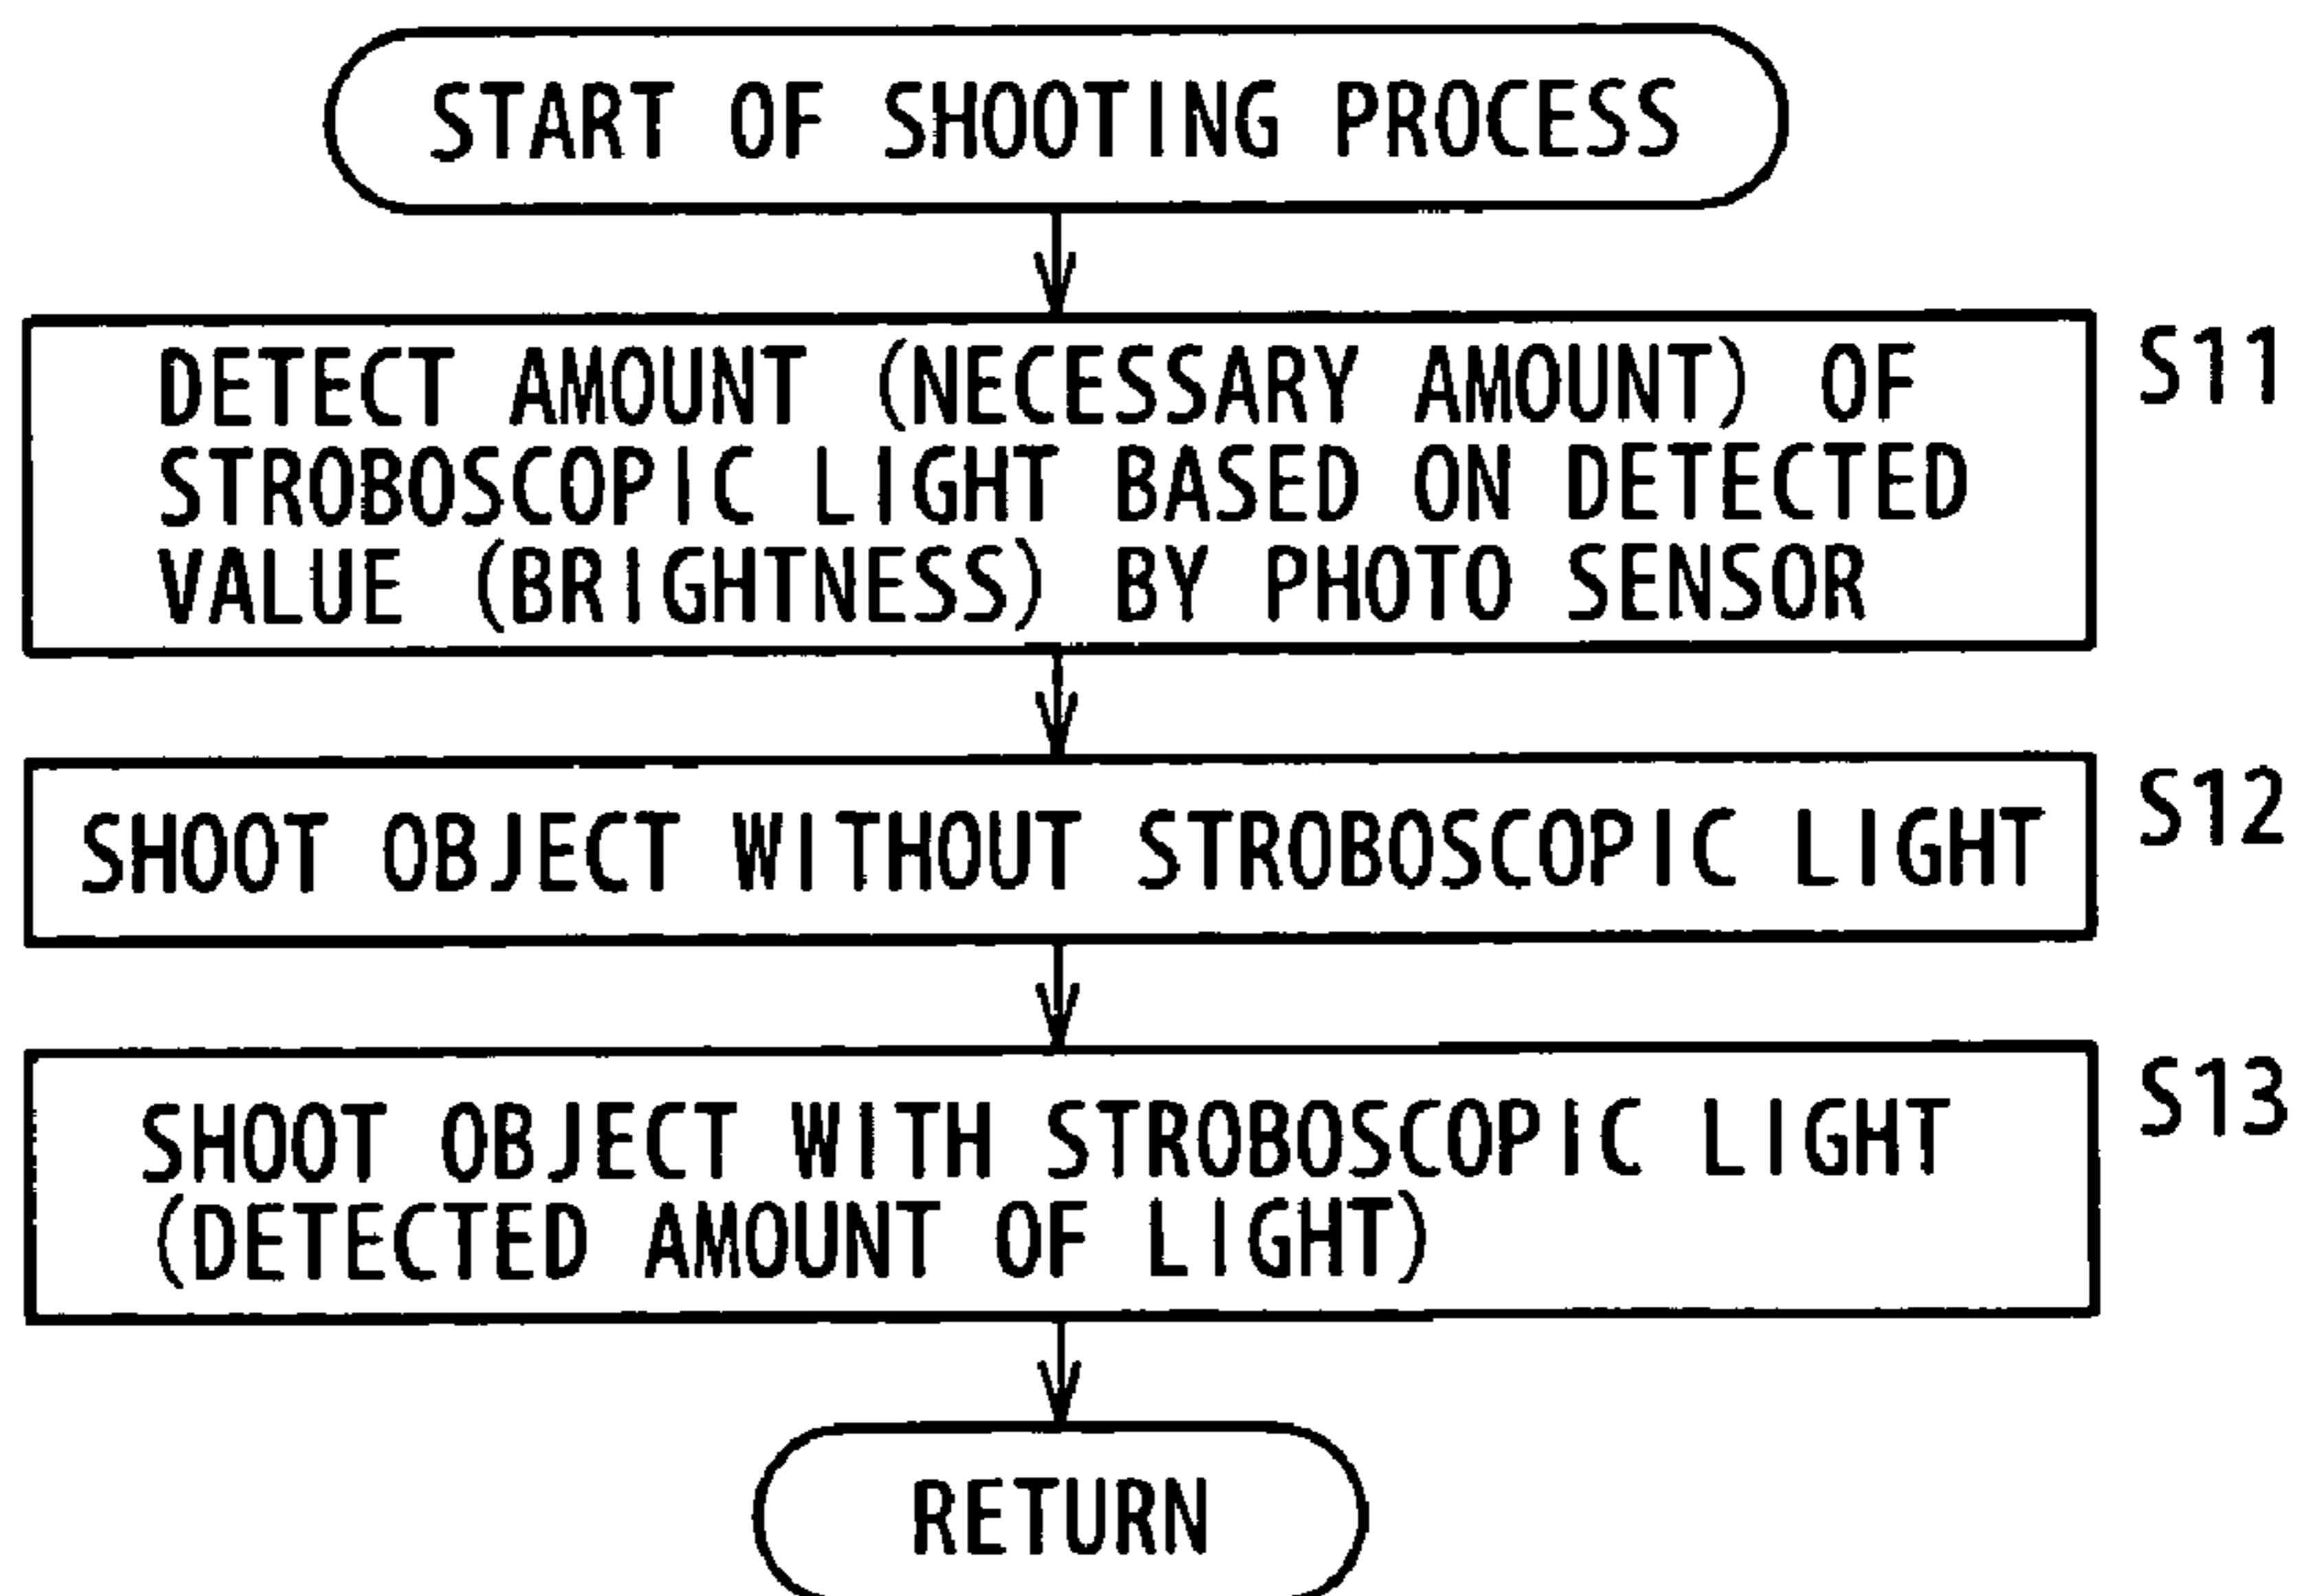 START OF SHOOTING PROCESS
DETECT AMOUNT (NECESSARY AMOUNT) OF
STROBOSCOPIC LIGHT BASED ON DETECTED
VALUE (BRIGHTNESS) BY PHOTO SENSOR
S11
SHOOT OBJECT WITHOUT STROBOSCOPIC LIGHT
S12
SHOOT OBJECT WITH STROBOSCOPIC LIGHT
(DETECTED AMOUNT OF LIGHT)
S13
RETURN